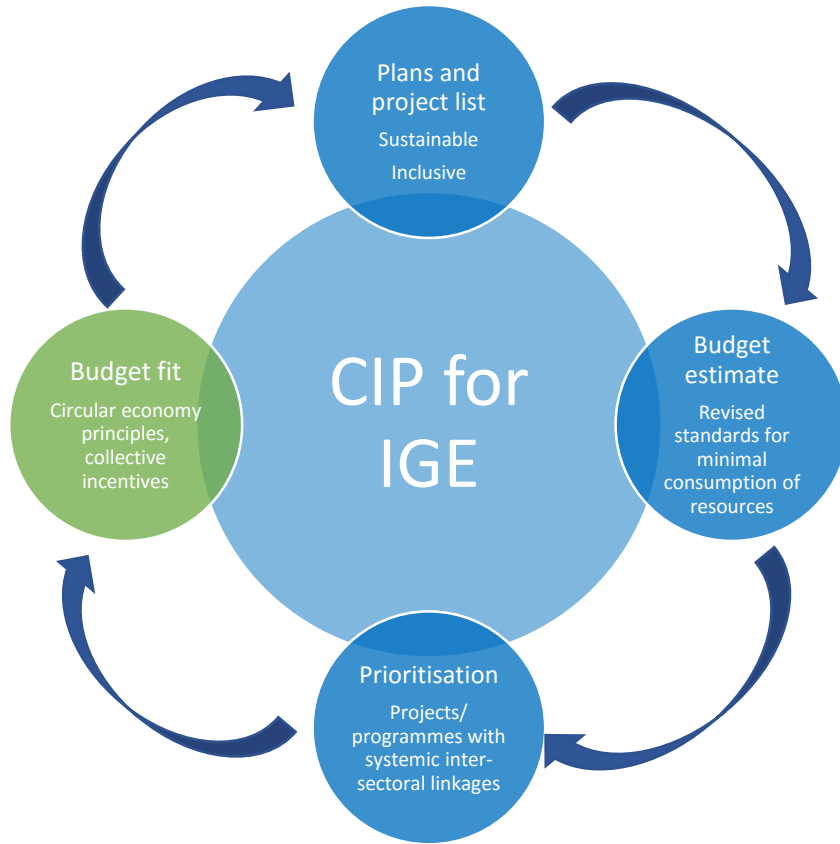 Plans and
project list
Sustainable
Inclusive
Budget
estimate
Revised
standards for
minimal
consumption of
resources
Prioritisation
Projects/
programmes with
systemic inter-
sectoral linkages
Budget fit
Circular economy
principles,
collective
incentives
CIP for
IGE